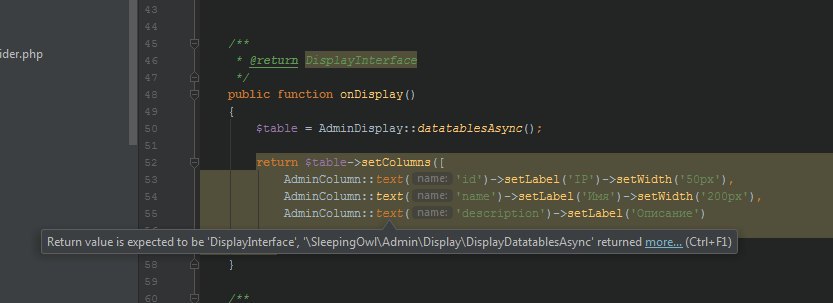 43
44
45 /**
ider.php
46 * @return DisplayInterface
47 */
48 public function onDisplay()
49 {
50 $table = AdminDisplay::datatablesAsync();
51
52 return $table->setColumns([
53 AdminColumn::text( name: 'id')->setLabel('IP')->setWidth('50px'),
54 AdminColumn::text( name: 'name')->setLabel('Имя')->setWidth('200px'),
55 AdminColumn::text( name: 'description')->setLabel('Описание')
Return value is expected to be 'DisplayInterface', '\SleepingOwl\Admin\Display\DisplayDatatablesAsync' returned more... (Ctrl+F1)
58 }
59
60 /**